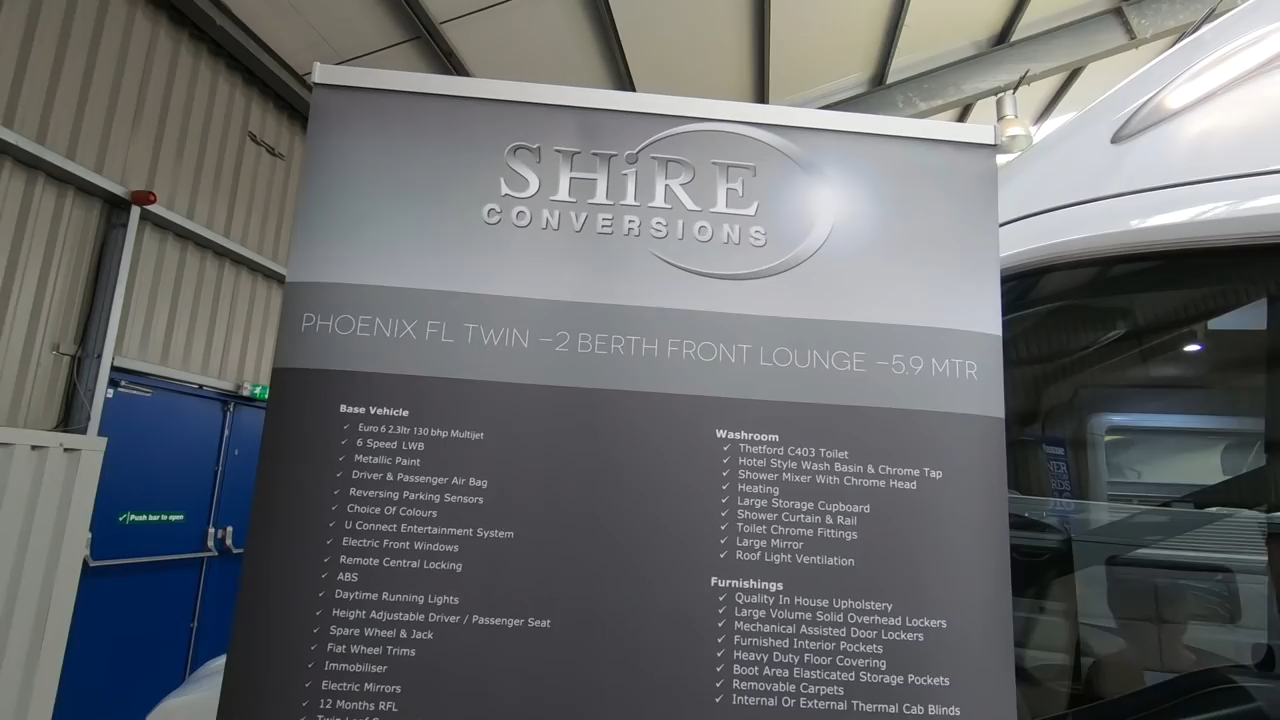 SHiRE
CONVERSIONS
PHOENIX FL TWIN –2 BERTH FRONT LOUNGE –5.9 MTR
Base Vehicle
✓ Euro 6 2.3ltr 130 bhp Multijet
✓ 6 Speed LWB
✓ Metallic Paint
✓ Driver & Passenger Air Bag
✓ Reversing Parking Sensors
✓ Choice Of Colours
✓ U Connect Entertainment System
✓ Electric Front Windows
✓ Remote Central Locking
✓ ABS
✓ Daytime Running Lights
✓ Height Adjustable Driver / Passenger Seat
✓ Spare Wheel & Jack
✓ Fiat Wheel Trims
✓ Immobiliser
✓ Electric Mirrors
✓ 12 Months RFL
Washroom
✓ Thetford C403 Toilet
✓ Hotel Style Wash Basin & Chrome Tap
✓ Shower Mixer With Chrome Head
✓ Heating
✓ Large Storage Cupboard
✓ Shower Curtain & Rail
✓ Toilet Chrome Fittings
✓ Large Mirror
✓ Roof Light Ventilation
Furnishings
✓ Quality In House Upholstery
✓ Large Volume Solid Overhead Lockers
✓ Mechanical Assisted Door Lockers
✓ Furnished Interior Pockets
✓ Heavy Duty Floor Covering
✓ Boot Area Elasticated Storage Pockets
✓ Removable Carpets
✓ Internal Or External Thermal Cab Blinds
Push bar to open